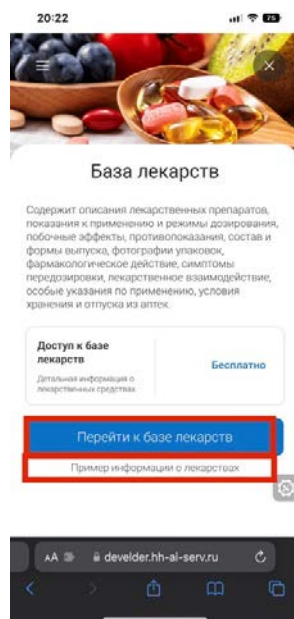 20:22
База лекарств
Содержит описания лекарственных препаратов,
показания к применению и режимы дозирования,
побочные эффекты, противопоказания, состав и
формы выпуска, фотографии упаковок,
фармакологическое действие, симптомы
передозировки, лекарственное взаимодействие,
особые указания по применению, условия
хранения и отпуска из аптек.
Доступ к базе
лекарств
Бесплатно
Детальная информация о
лекарственных средствах
Перейти к базе лекарств
Пример информации о лекарствах
AA develder.hh-al-serv.ru